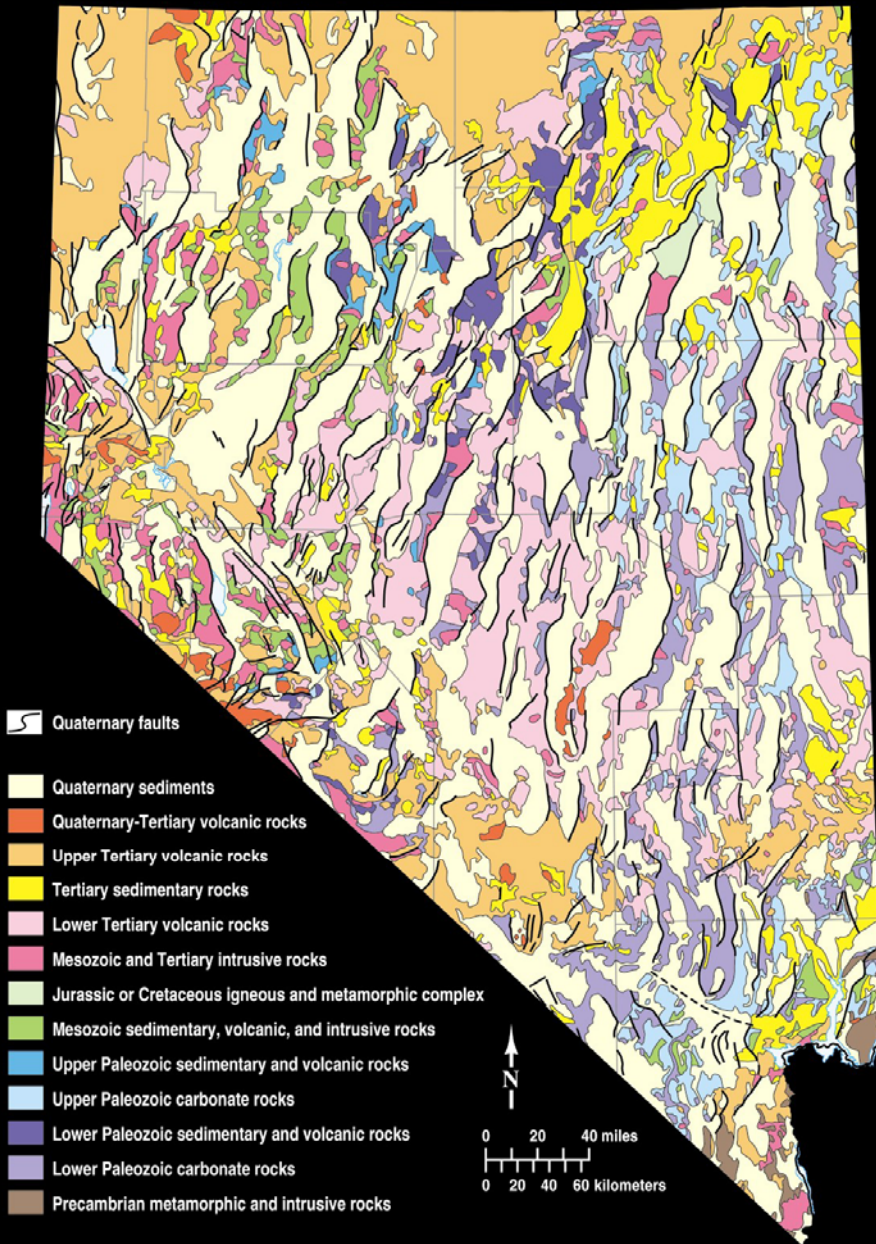 Quaternary faults
Quaternary sediments
Quaternary-Tertiary volcanic rocks
Upper Tertiary volcanic rocks
Tertiary sedimentary rocks
Lower Tertiary volcanic rocks
Mesozoic and Tertiary intrusive rocks
Jurassic or Cretaceous igneous and metamorphic complex
Mesozoic sedimentary, volcanic, and intrusive rocks
Upper Paleozoic sedimentary and volcanic rocks
Upper Paleozoic carbonate rocks
Lower Paleozoic sedimentary and volcanic rocks
Lower Paleozoic carbonate rocks
Precambrian metamorphic and intrusive rocks
N
0 20 40 miles
0 20 40 60 kilometers